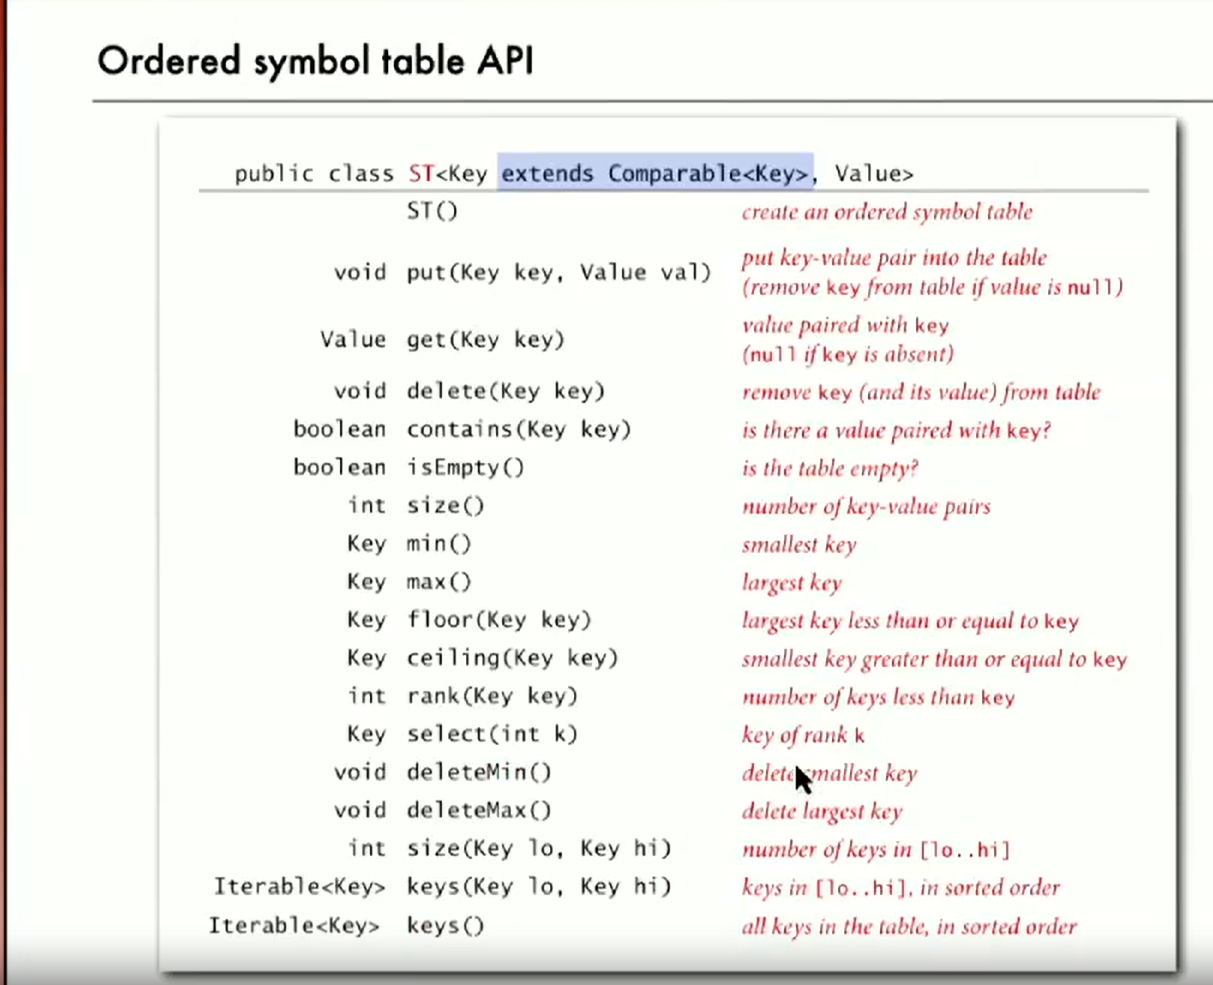 Ordered symbol table API
public class ST<Key extends Comparable<Key>, Value>
ST() create an ordered symbol table
void put(Key key, Value val) put key-value pair into the table
(remove key from table if value is null)
Value get(Key key) value paired with key
(null if key is absent)
void delete(Key key) remove key (and its value) from table
boolean contains(Key key) is there a value paired with key?
boolean isEmpty() is the table empty?
int size() number of key-value pairs
Key min() smallest key
Key max() largest key
Key floor(Key key) largest key less than or equal to key
Key ceiling(Key key) smallest key greater than or equal to key
int rank(Key key) number of keys less than key
Key select(int k) key of rank k
void deleteMin() delete smallest key
void deleteMax() delete largest key
int size(Key lo, Key hi) number of keys in [lo..hi]
Iterable<Key> keys(Key lo, Key hi) keys in [lo..hi], in sorted order
Iterable<Key> keys() all keys in the table, in sorted order